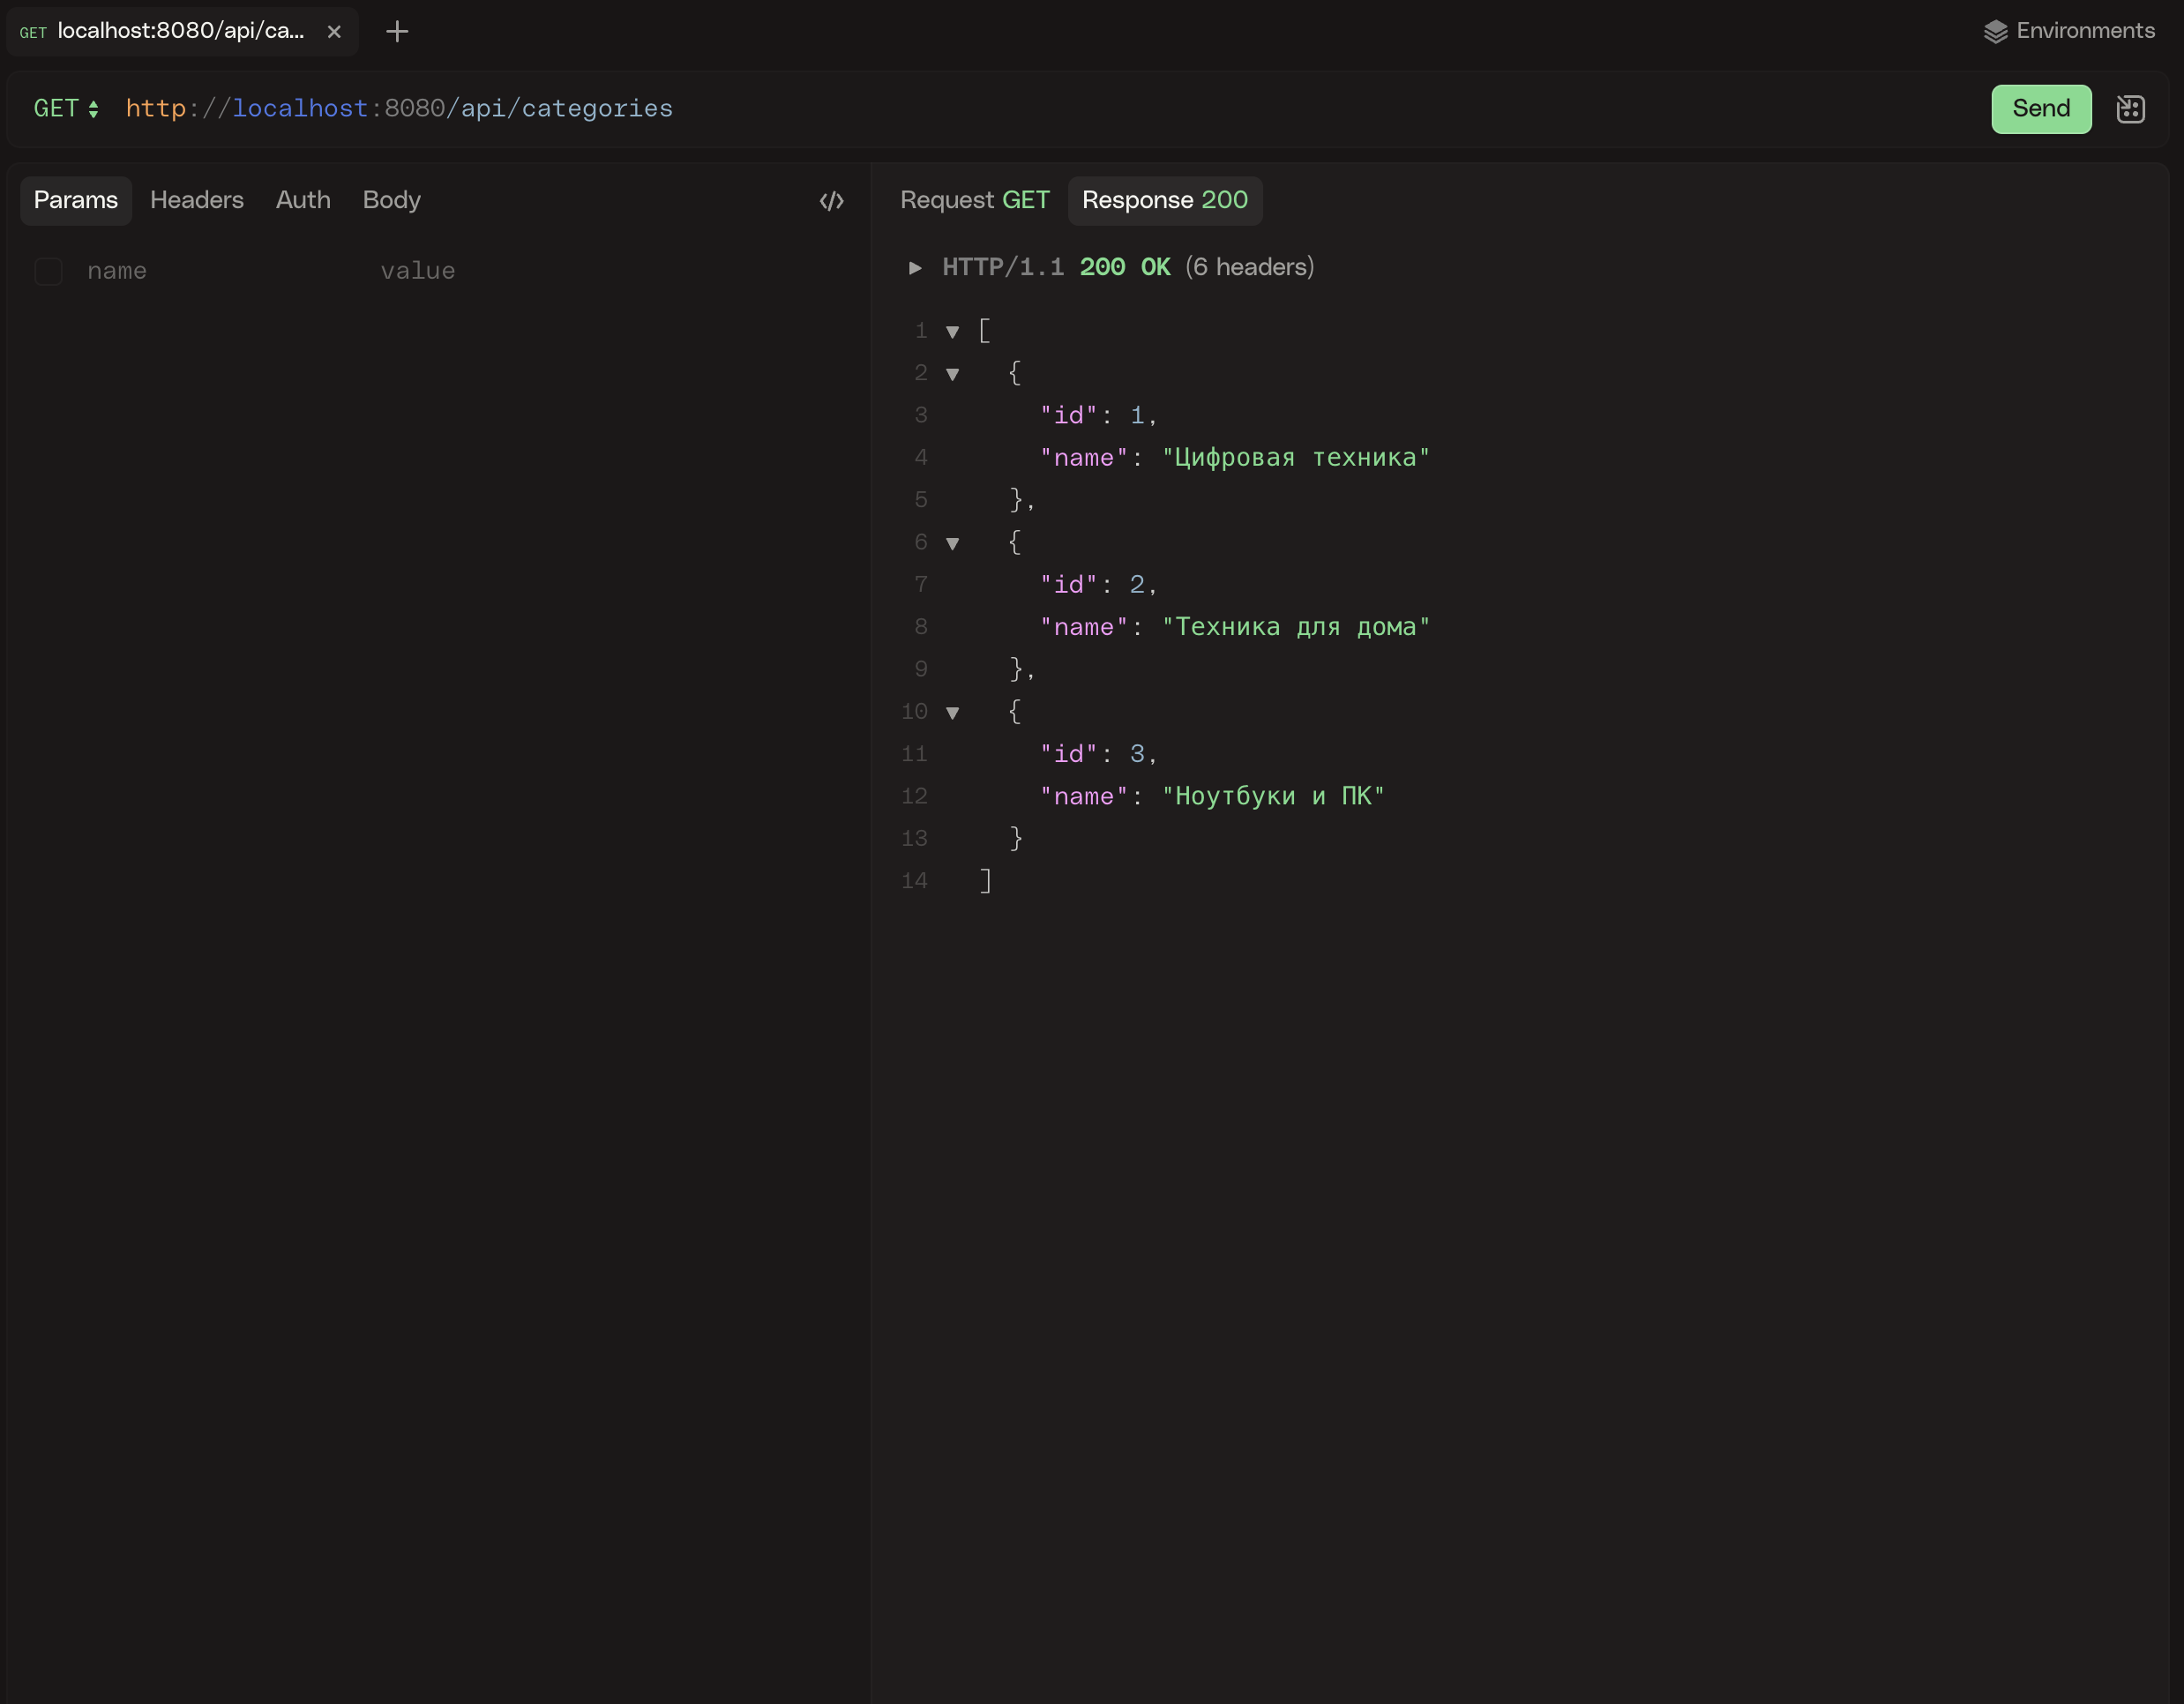 GET localhost:8080/api/ca...
Environments
GET http://localhost:8080/api/categories
Send
Params Headers Auth Body
name value
Request GET Response 200
HTTP/1.1 200 OK (6 headers)
1 [
2 {
3 "id": 1,
4 "name": "Цифровая техника"
5 },
6 {
7 "id": 2,
8 "name": "Техника для дома"
9 },
10 {
11 "id": 3,
12 "name": "Ноутбуки и ПК"
13 }
14 ]